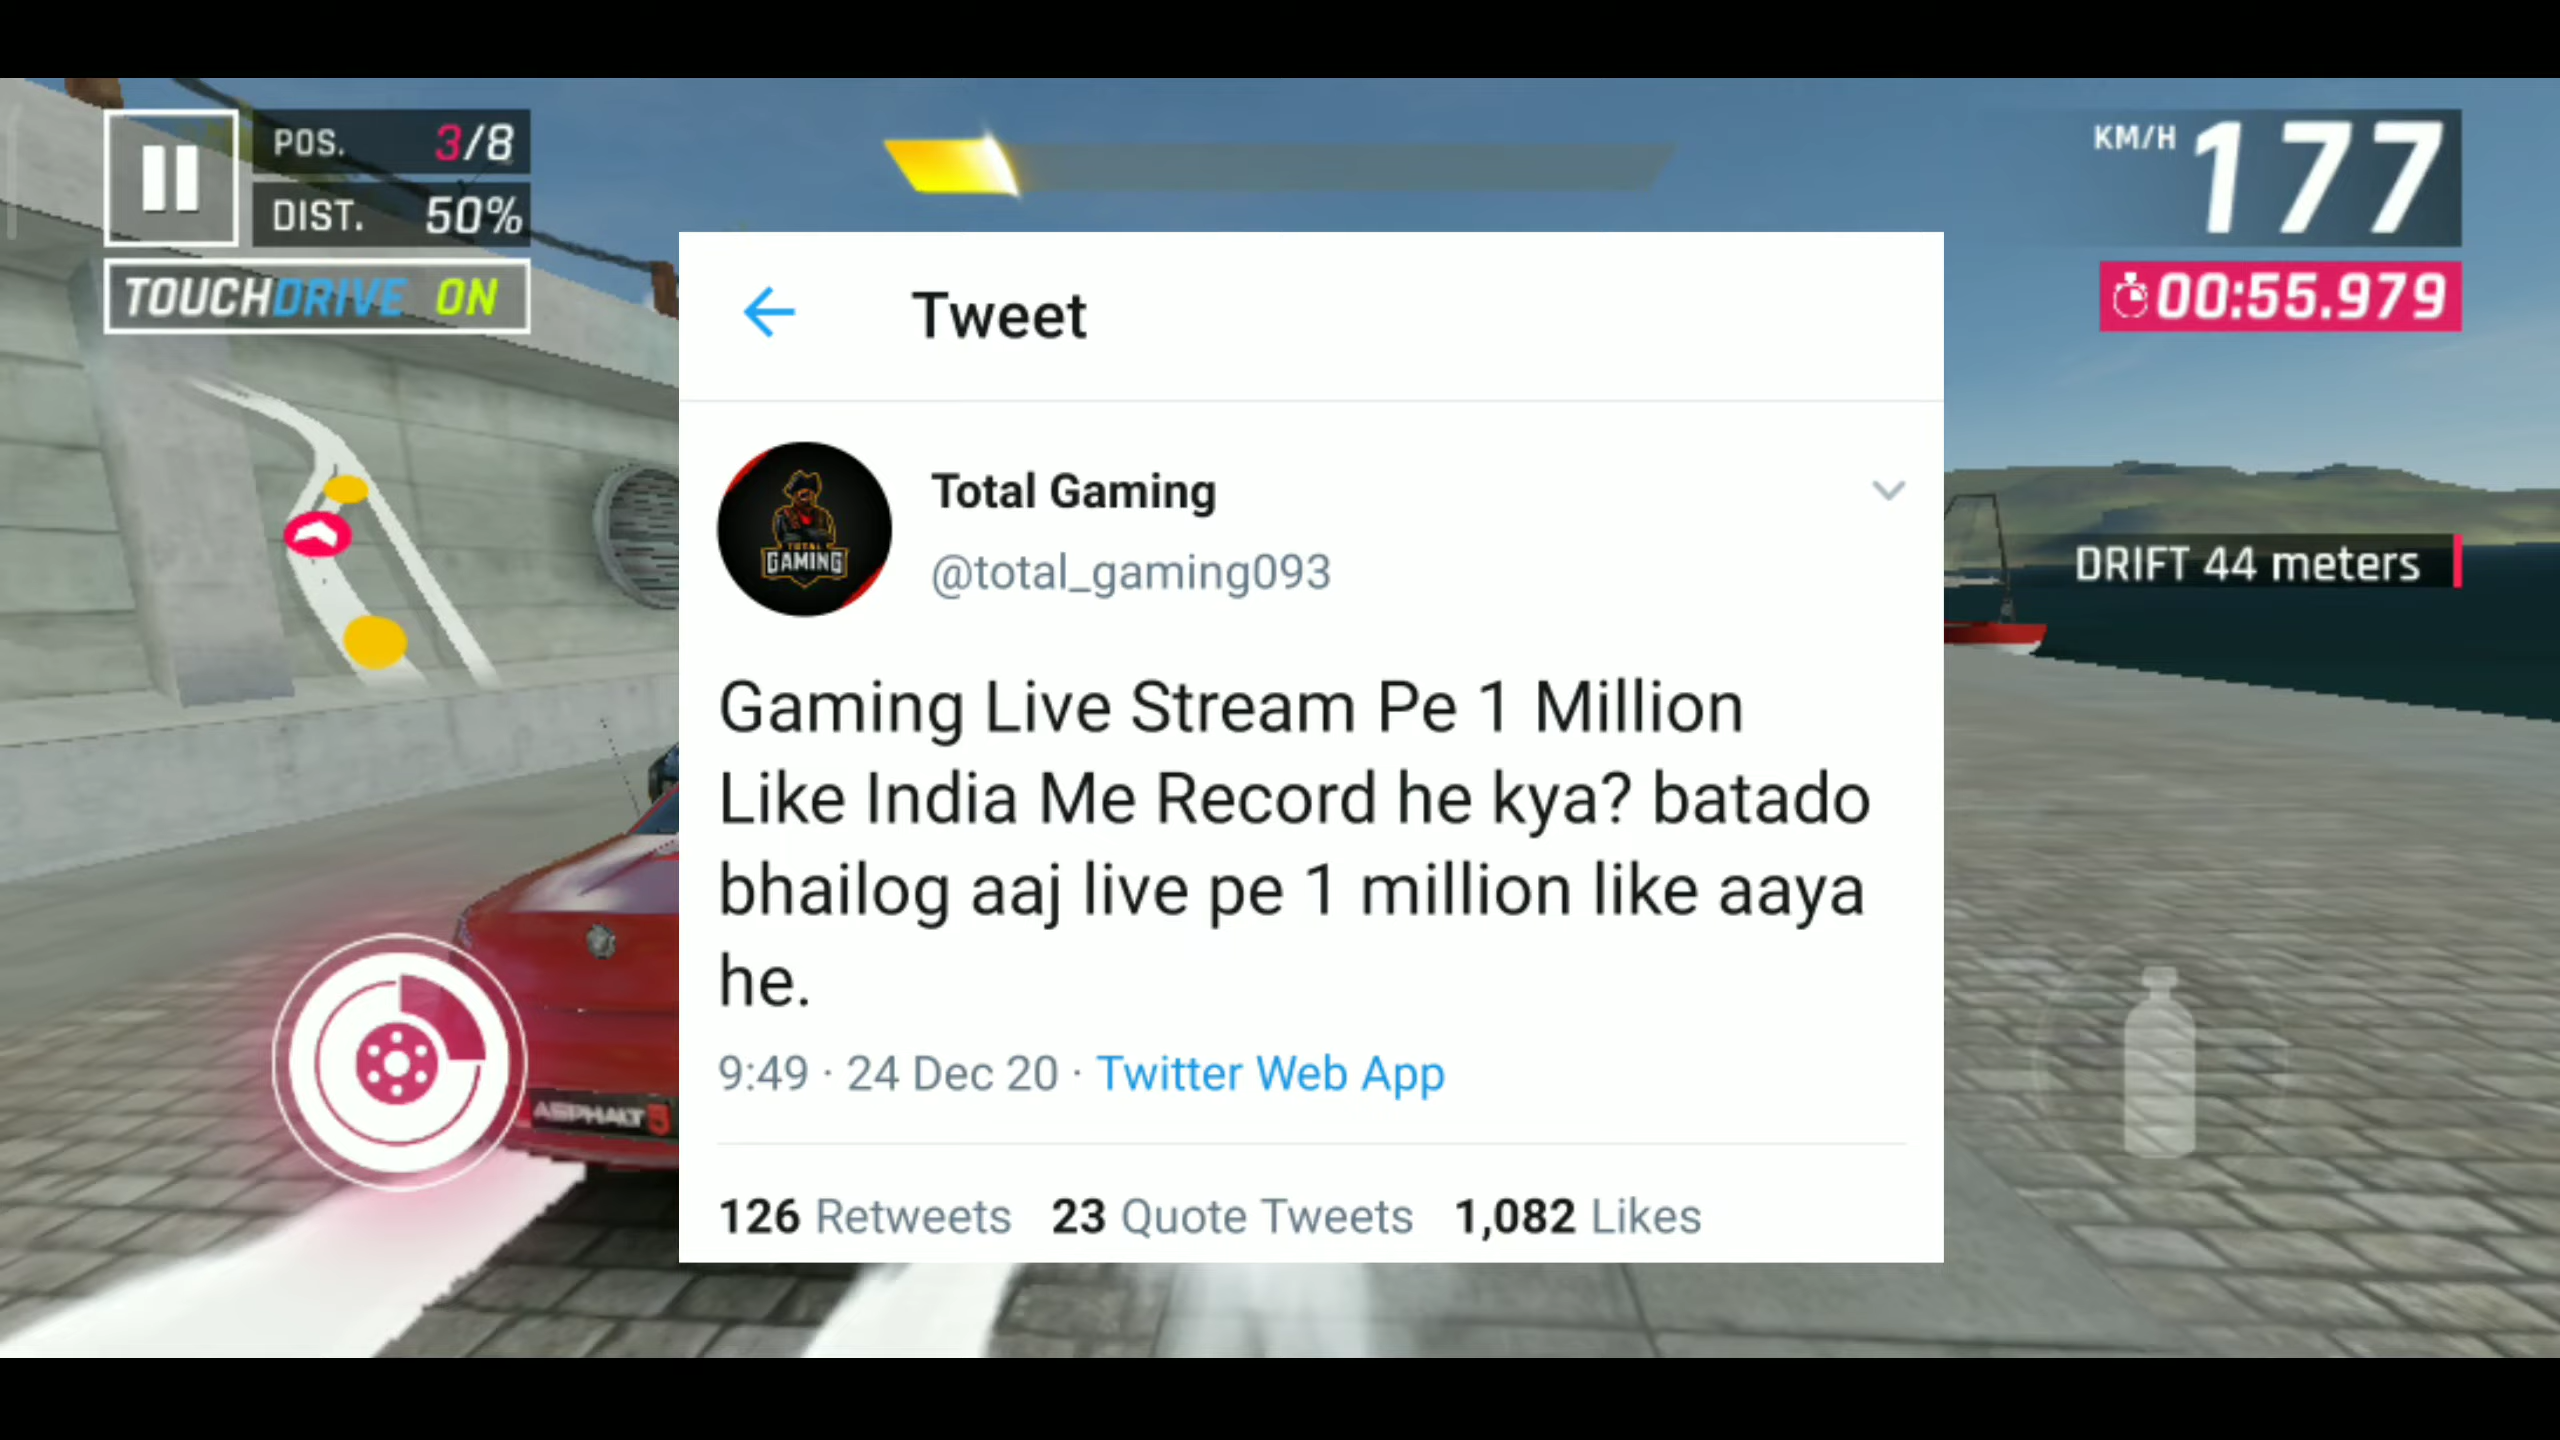 POS. 3/8
DIST. 50%
TOUCHDRIVE ON
KM/H 177
00:55.979
DRIFT 44 meters
Tweet
TOTAL
GAMING
Total Gaming
@total_gaming093
Gaming Live Stream Pe 1 Million
Like India Me Record he kya? batado
bhailog aaj live pe 1 million like aaya
he.
9:49 · 24 Dec 20 · Twitter Web App
126 Retweets 23 Quote Tweets 1,082 Likes
ASPHALT